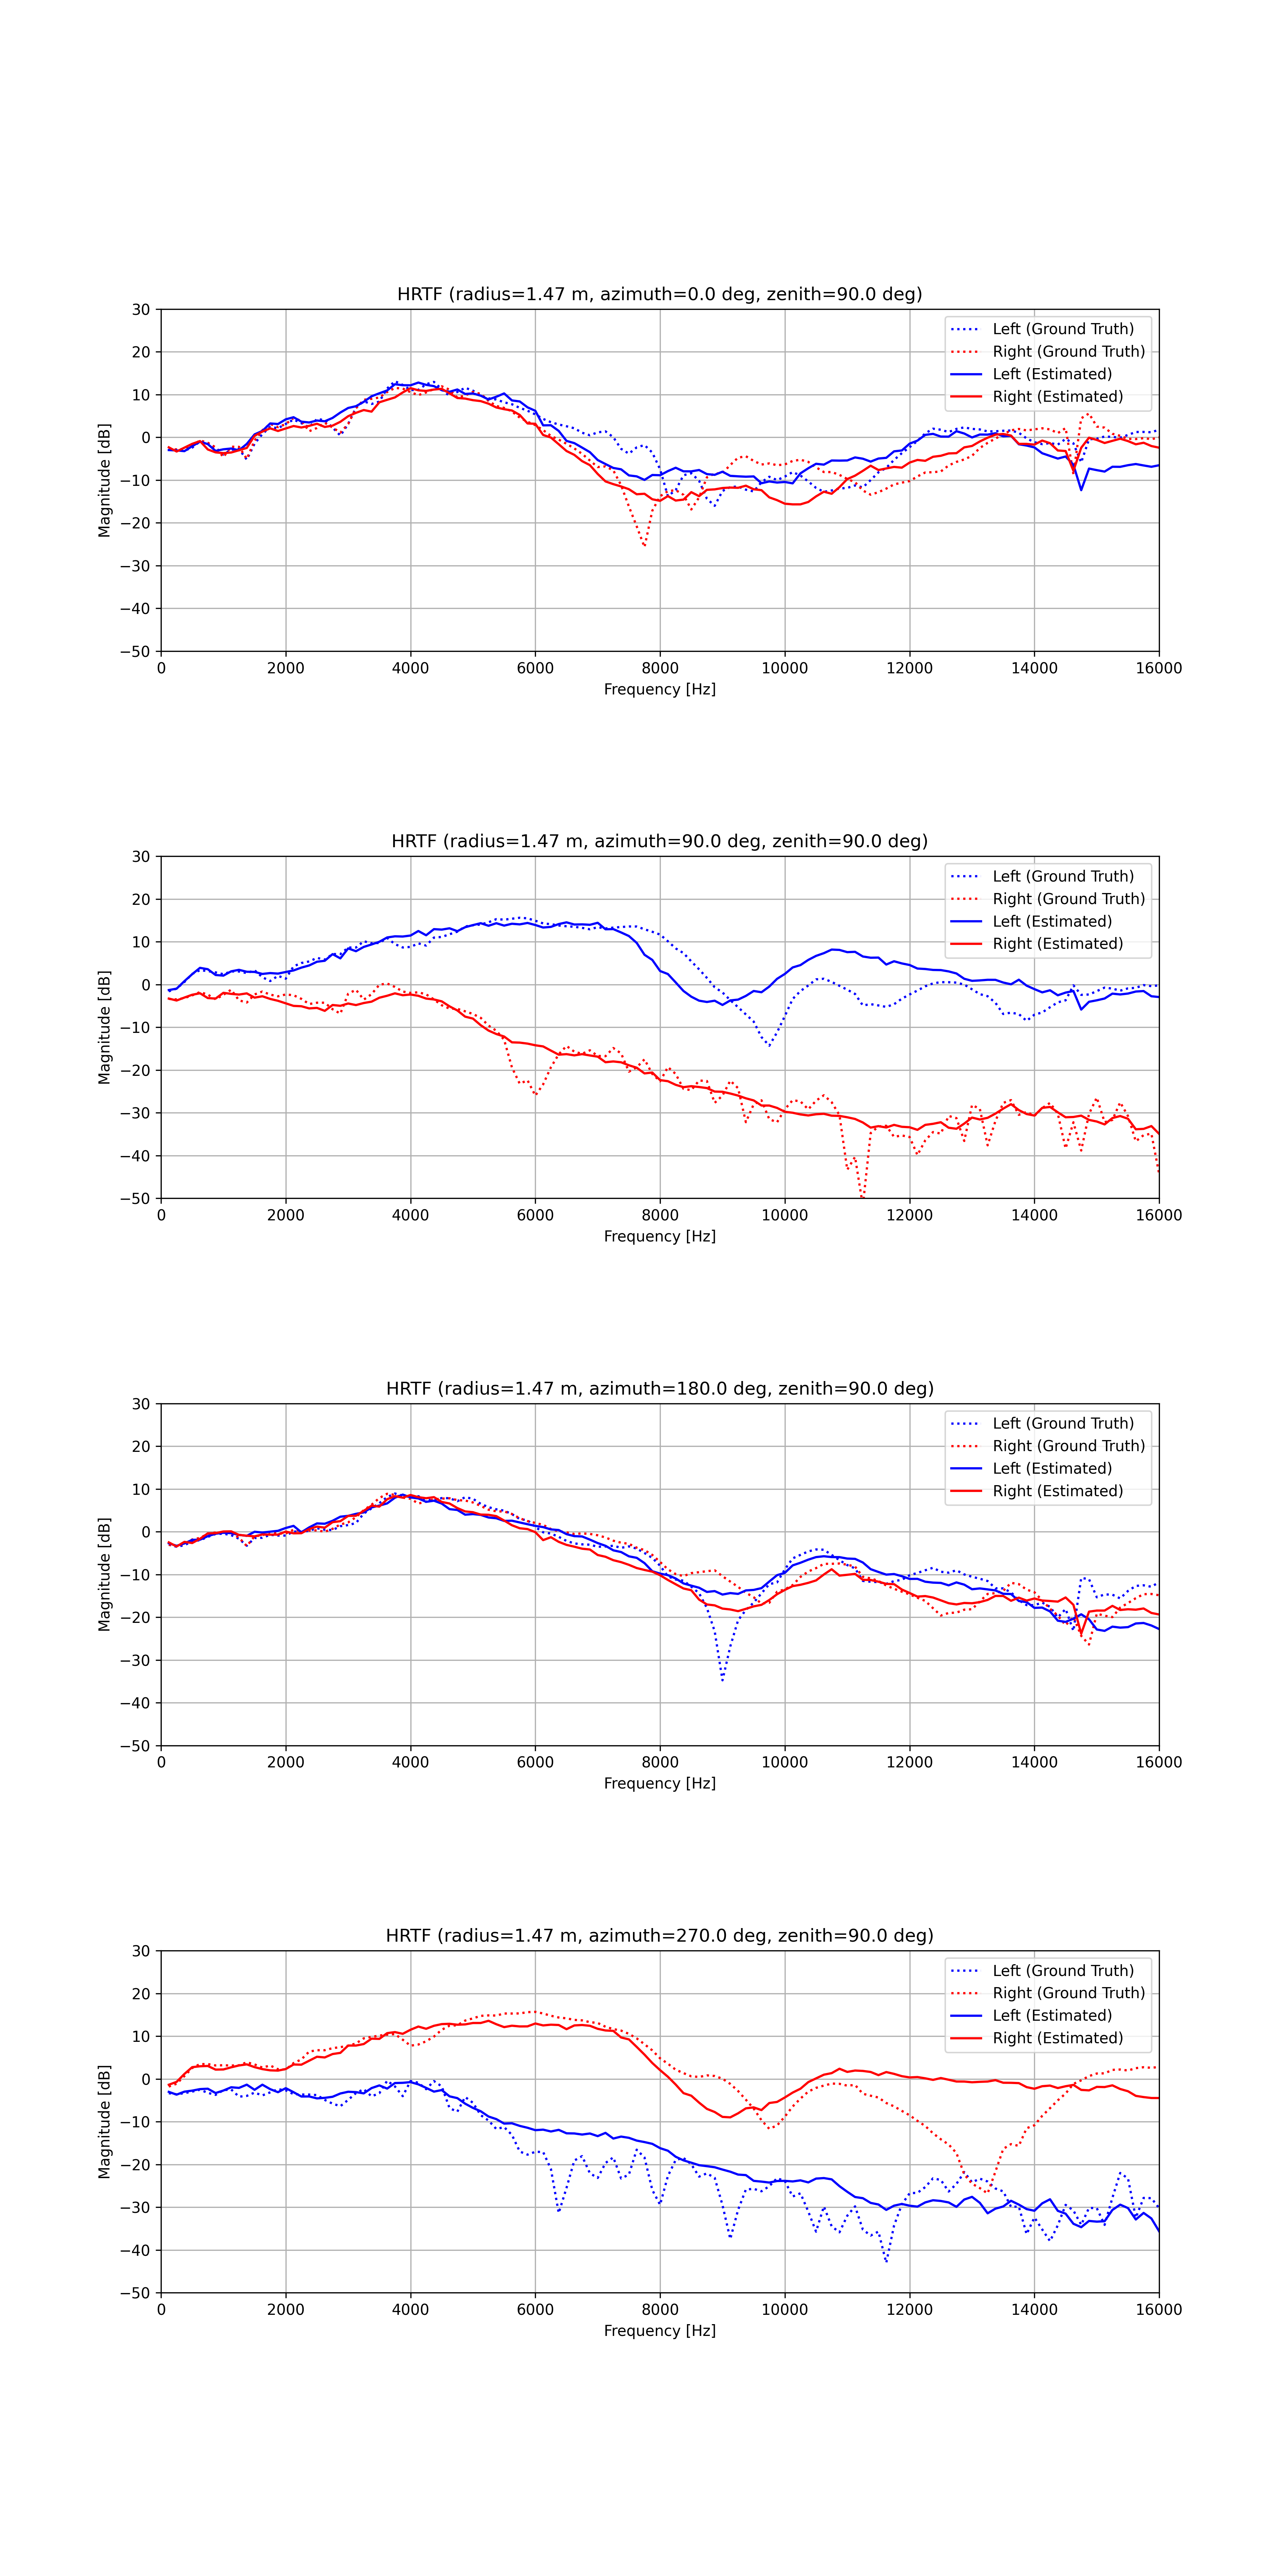 HRTF (radius=1.47 m, azimuth=0.0 deg, zenith=90.0 deg)
30
20
10
0
−10
−20
−30
−40
−50
Magnitude [dB]
Left (Ground Truth)
Right (Ground Truth)
Left (Estimated)
Right (Estimated)
0 2000 4000 6000 8000 10000 12000 14000 16000
Frequency [Hz]
HRTF (radius=1.47 m, azimuth=90.0 deg, zenith=90.0 deg)
30
20
10
0
−10
−20
−30
−40
−50
Magnitude [dB]
Left (Ground Truth)
Right (Ground Truth)
Left (Estimated)
Right (Estimated)
0 2000 4000 6000 8000 10000 12000 14000 16000
Frequency [Hz]
HRTF (radius=1.47 m, azimuth=180.0 deg, zenith=90.0 deg)
30
20
10
0
−10
−20
−30
−40
−50
Magnitude [dB]
Left (Ground Truth)
Right (Ground Truth)
Left (Estimated)
Right (Estimated)
0 2000 4000 6000 8000 10000 12000 14000 16000
Frequency [Hz]
HRTF (radius=1.47 m, azimuth=270.0 deg, zenith=90.0 deg)
30
20
10
0
−10
−20
−30
−40
−50
Magnitude [dB]
Left (Ground Truth)
Right (Ground Truth)
Left (Estimated)
Right (Estimated)
0 2000 4000 6000 8000 10000 12000 14000 16000
Frequency [Hz]